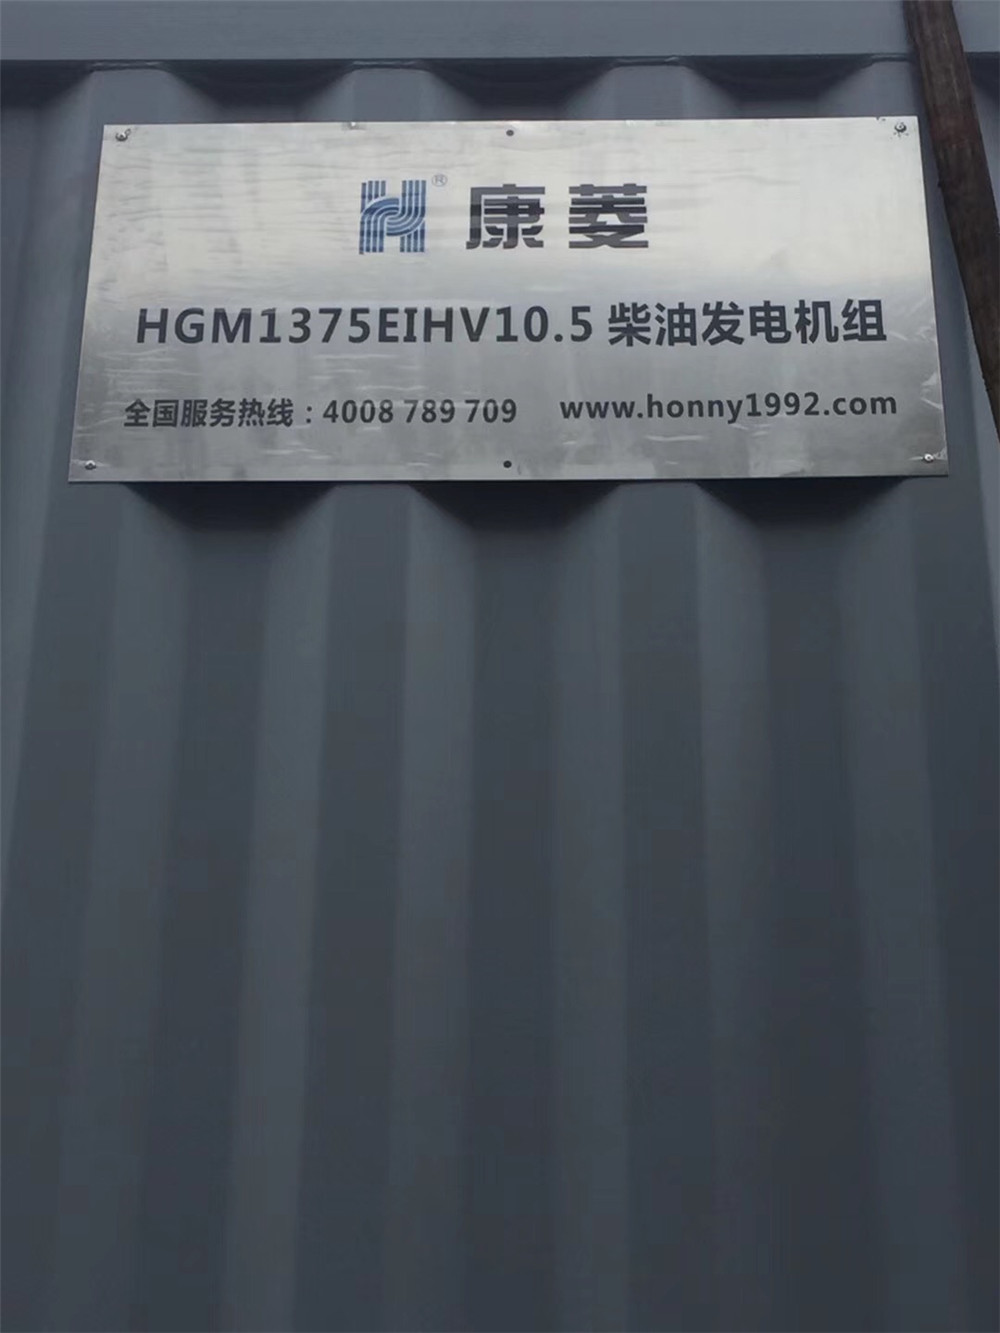 ® 康菱
HGM1375EIHV10.5 柴油发电机组
全国服务热线：4008 789 709 www.honny1992.com